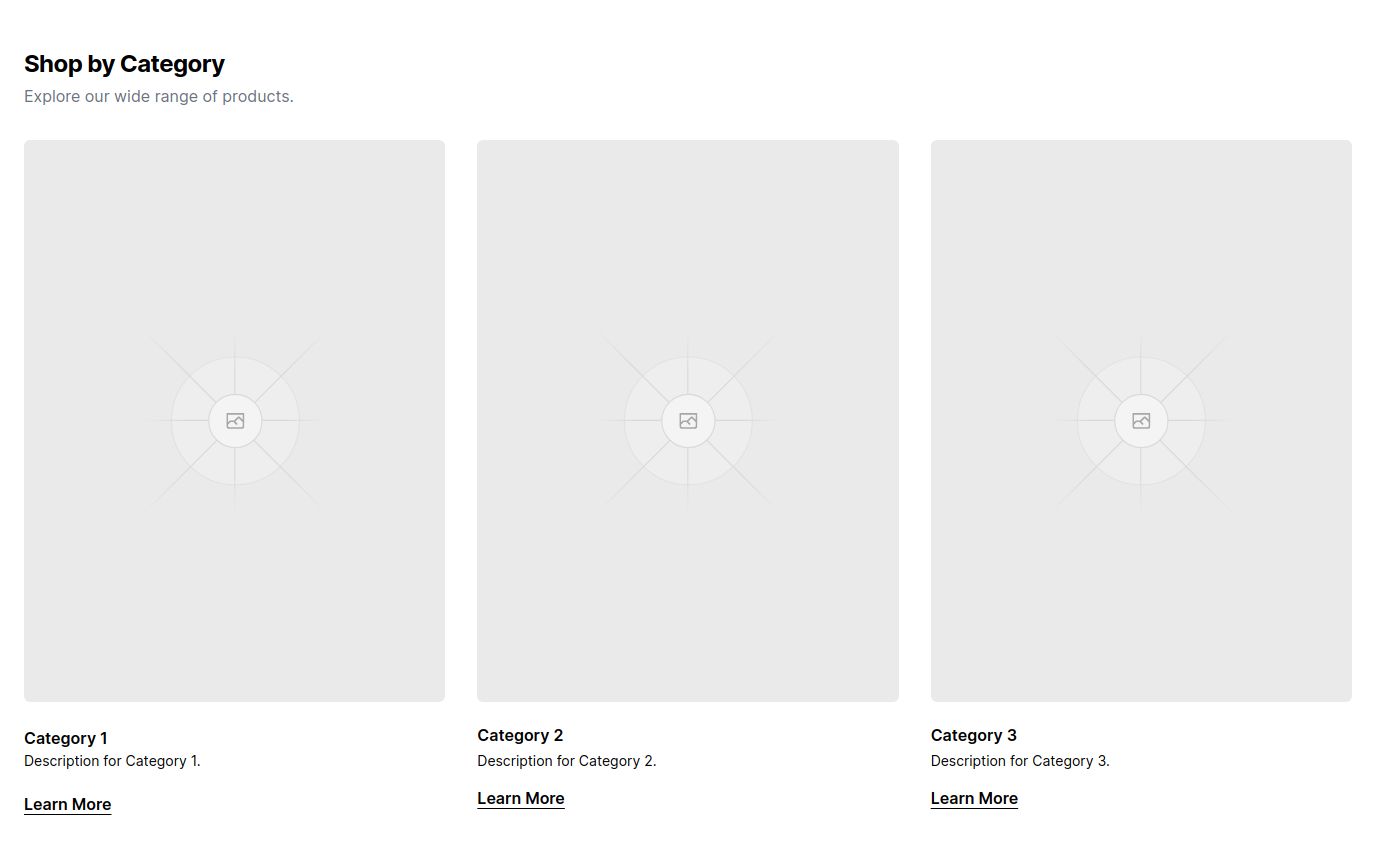 Shop by Category
Explore our wide range of products.
Category 1
Description for Category 1.
Learn More
Category 2
Description for Category 2.
Learn More
Category 3
Description for Category 3.
Learn More